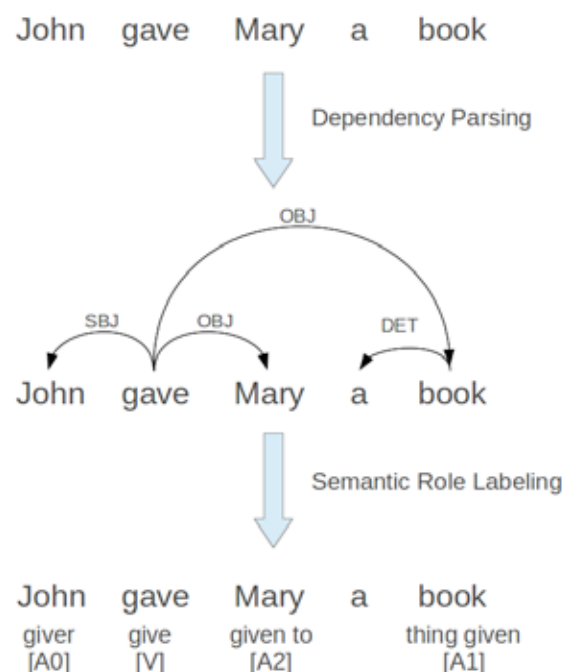 John gave Mary a book
Dependency Parsing
OBJ
SBJ OBJ DET
John gave Mary a book
Semantic Role Labeling
John gave Mary a book
giver give given to thing given
[A0] [V] [A2] [A1]